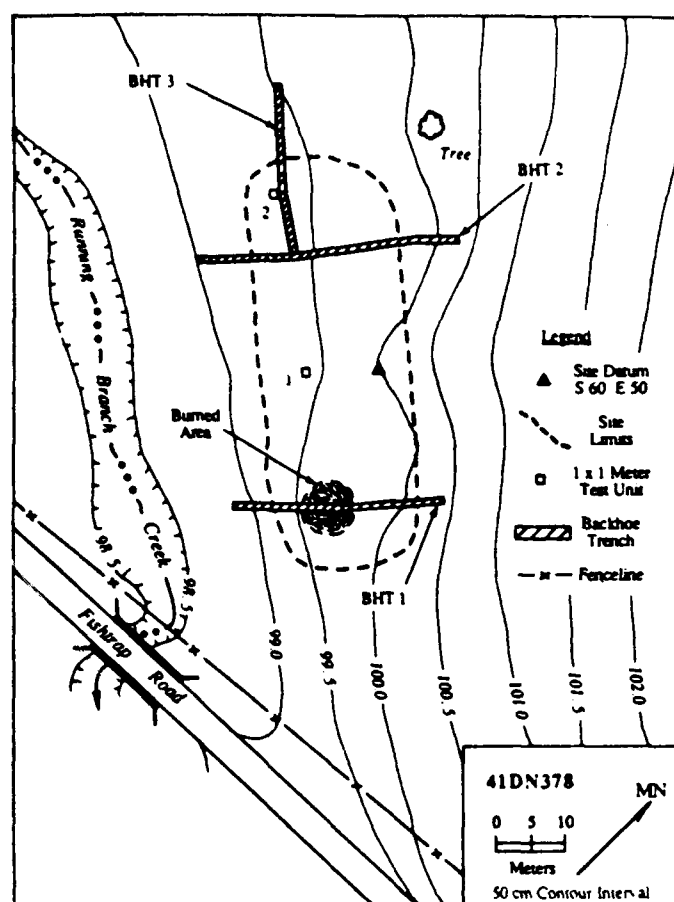 BHT 3
Tree
BHT 2
2
Running
Branch
Creek
Legend
Site Datum
S 60 E 50
1
Burned
Area
Site
Limits
1 x 1 Meter
Test Unit
Backhoe
Trench
Fenceline
98.5
98.5
BHT 1
Fishtrap
Road
99.0
99.5
100.0
100.5
101.0
101.5
102.0
41DN378
MN
0 5 10
Meters
50 cm Contour Interval